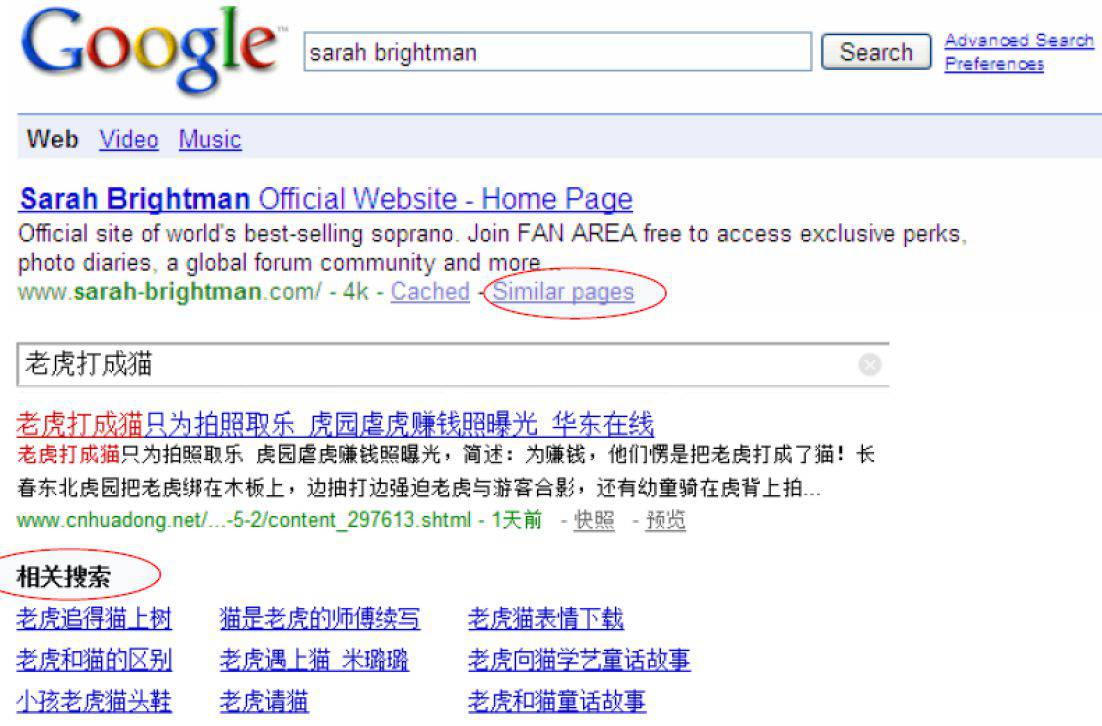 Google™
sarah brightman
Search
Advanced Search
Preferences
Web Video Music
Sarah Brightman Official Website - Home Page
Official site of world's best-selling soprano. Join FAN AREA free to access exclusive perks,
photo diaries, a global forum community and more...
www.sarah-brightman.com/ - 4k - Cached - Similar pages
老虎打成猫
老虎打成猫只为拍照取乐 虎园虐虎赚钱照曝光 华东在线
老虎打成猫只为拍照取乐 虎园虐虎赚钱照曝光，简述：为赚钱，他们愣是把老虎打成了猫！长
春东北虎园把老虎绑在木板上，边抽打边强迫老虎与游客合影，还有幼童骑在虎背上拍...
www.cnhuadong.net/...-5-2/content_297613.shtml - 1天前 - 快照 - 预览
相关搜索
老虎追得猫上树 猫是老虎的师傅续写 老虎猫表情下载
老虎和猫的区别 老虎遇上猫 米璐璐 老虎向猫学艺童话故事
小孩老虎猫头鞋 老虎请猫 老虎和猫童话故事